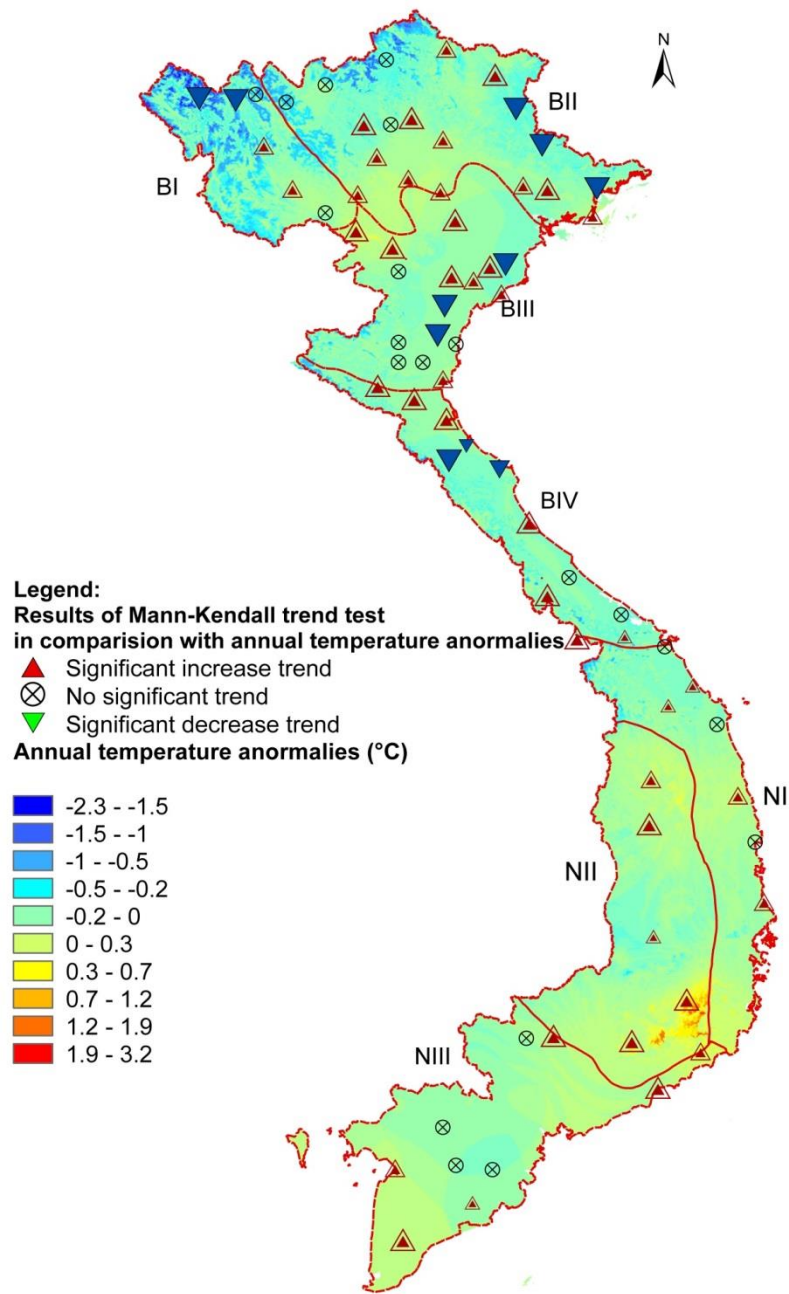 N
BII
BI
BIII
BIV
Legend:
Results of Mann-Kendall trend test
in comparision with annual temperature anormalies
Significant increase trend
No significant trend
Significant decrease trend
Annual temperature anormalies (°C)
-2.3 - -1.5
-1.5 - -1
-1 - -0.5
-0.5 - -0.2
-0.2 - 0
0 - 0.3
0.3 - 0.7
0.7 - 1.2
1.2 - 1.9
1.9 - 3.2
NI
NII
NIII